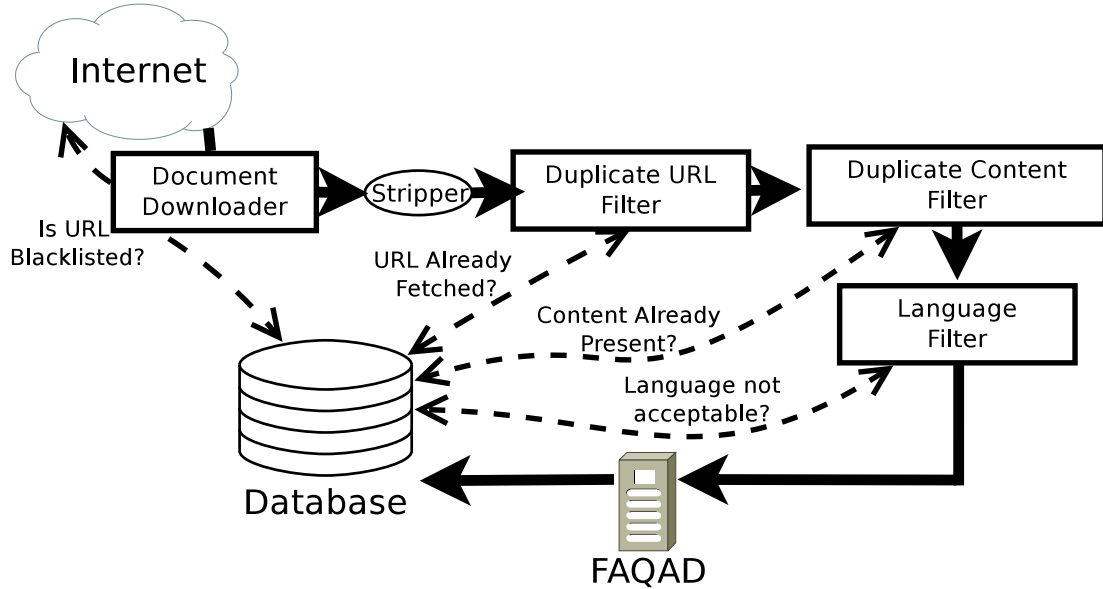 Internet
Document
Downloader
Stripper
Duplicate URL
Filter
Duplicate Content
Filter
Is URL
Blacklisted?
URL Already
Fetched?
Content Already
Present?
Language
Filter
Language not
acceptable?
Database
FAQAD